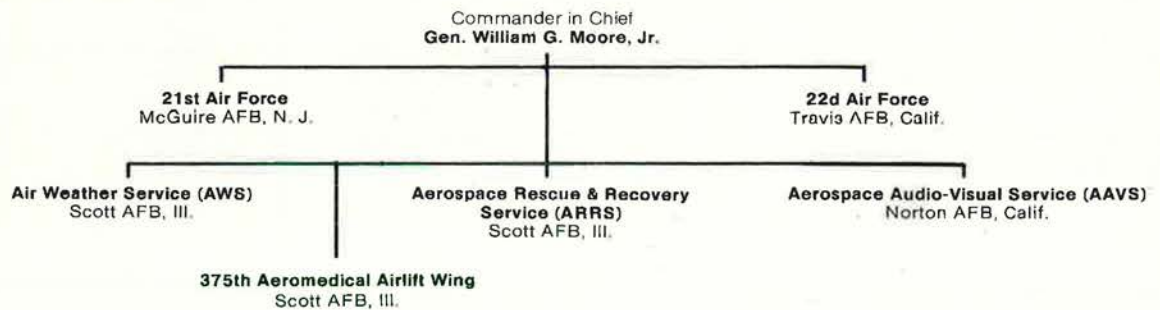 Commander in Chief
Gen. William G. Moore, Jr.
21st Air Force
McGuire AFB, N. J.
22d Air Force
Travis AFB, Calif.
Air Weather Service (AWS)
Scott AFB, Ill.
Aerospace Rescue & Recovery
Service (ARRS)
Scott AFB, Ill.
Aerospace Audio-Visual Service (AAVS)
Norton AFB, Calif.
375th Aeromedical Airlift Wing
Scott AFB, Ill.